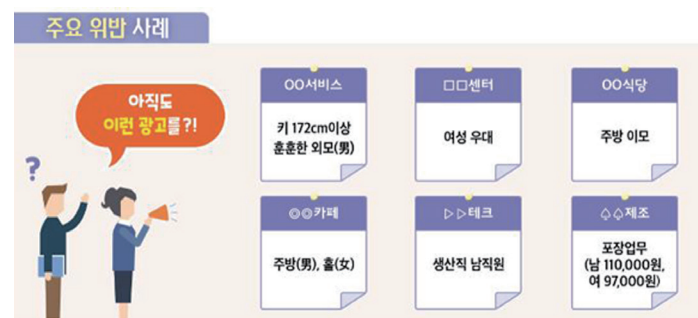 주요 위반 사례
아직도
이런 광고를?!
?
OO서비스
키 172cm이상
훈훈한 외모(男)
□□센터
여성 우대
OO식당
주방 이모
◎◎카페
주방(男), 홀(女)
▷▷테크
생산직 남직원
♤♤제조
포장업무
(남 110,000원,
여 97,000원)